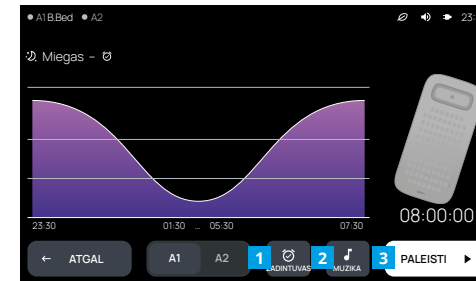 A1 B.Bed A2 23:
Miegas –
23:30 01:30 ... 05:30 07:30
08:00:00
← ATGAL A1 A2 1 ŽADINTUVAS 2 MUZIKA 3 PALEISTI